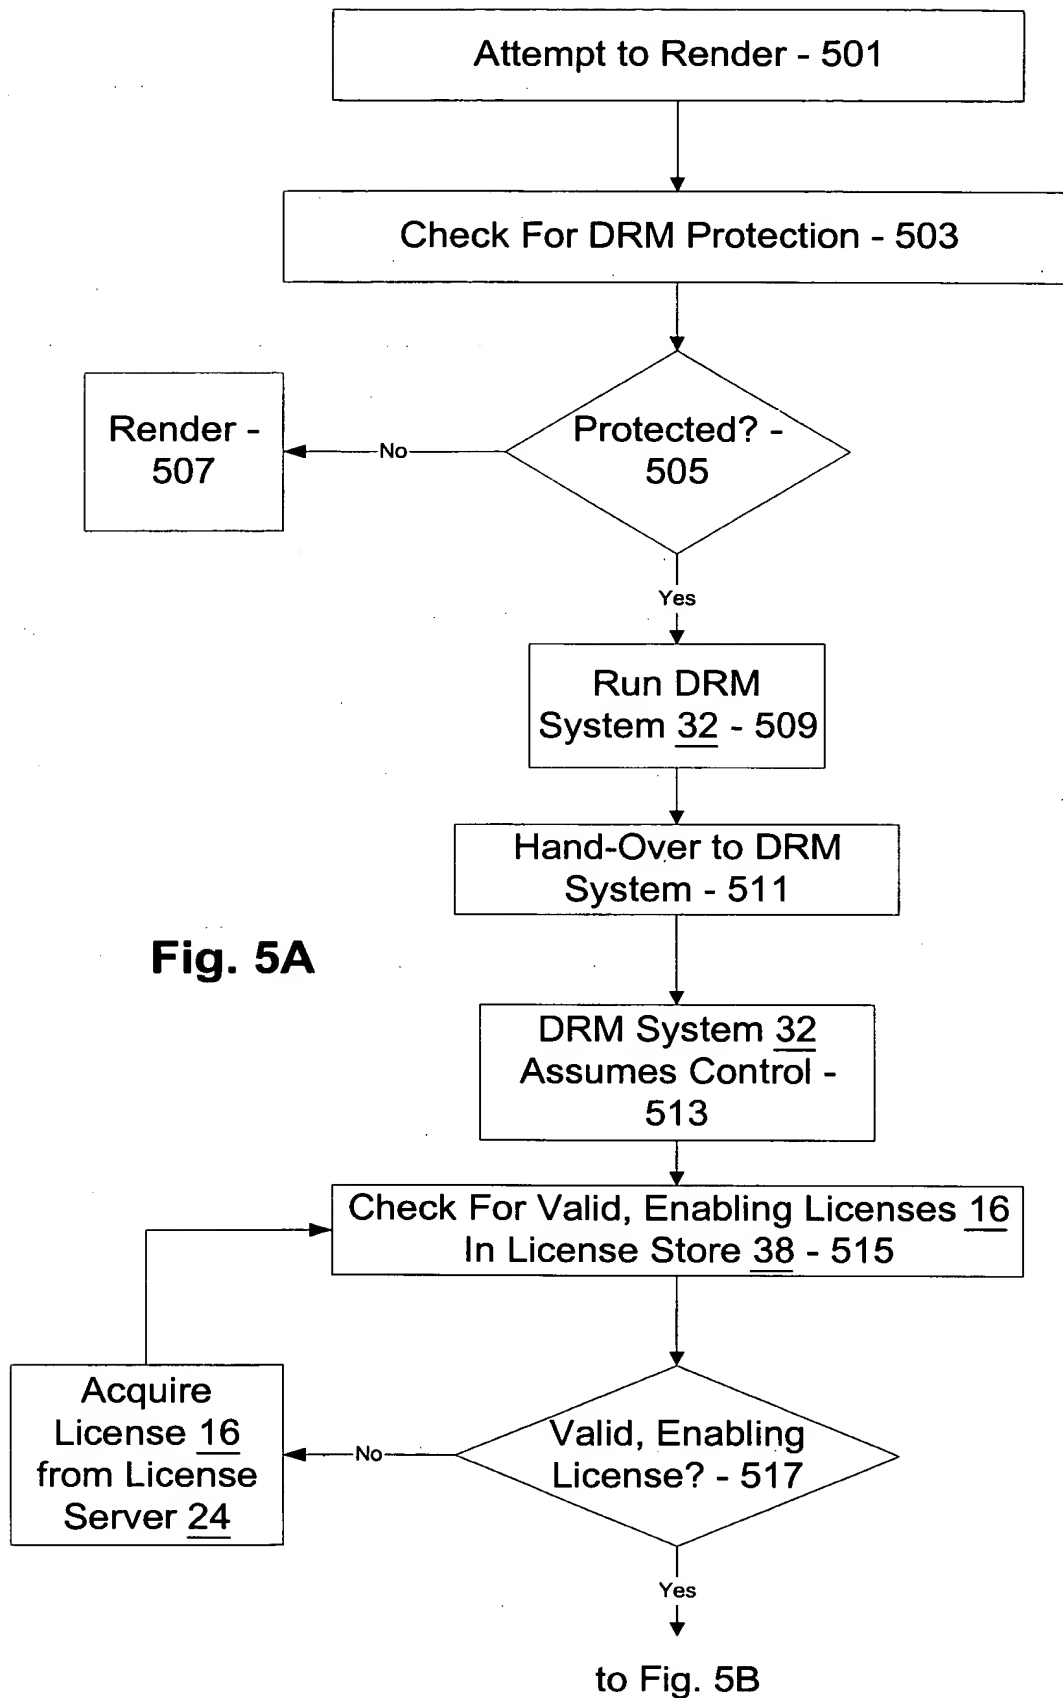 Attempt to Render - 501
Check For DRM Protection - 503
Protected? -
505
No
Render -
507
Yes
Run DRM
System 32 - 509
Hand-Over to DRM
System - 511
Fig. 5A
DRM System 32
Assumes Control -
513
Check For Valid, Enabling Licenses 16
In License Store 38 - 515
Valid, Enabling
License? - 517
No
Acquire
License 16
from License
Server 24
Yes
to Fig. 5B